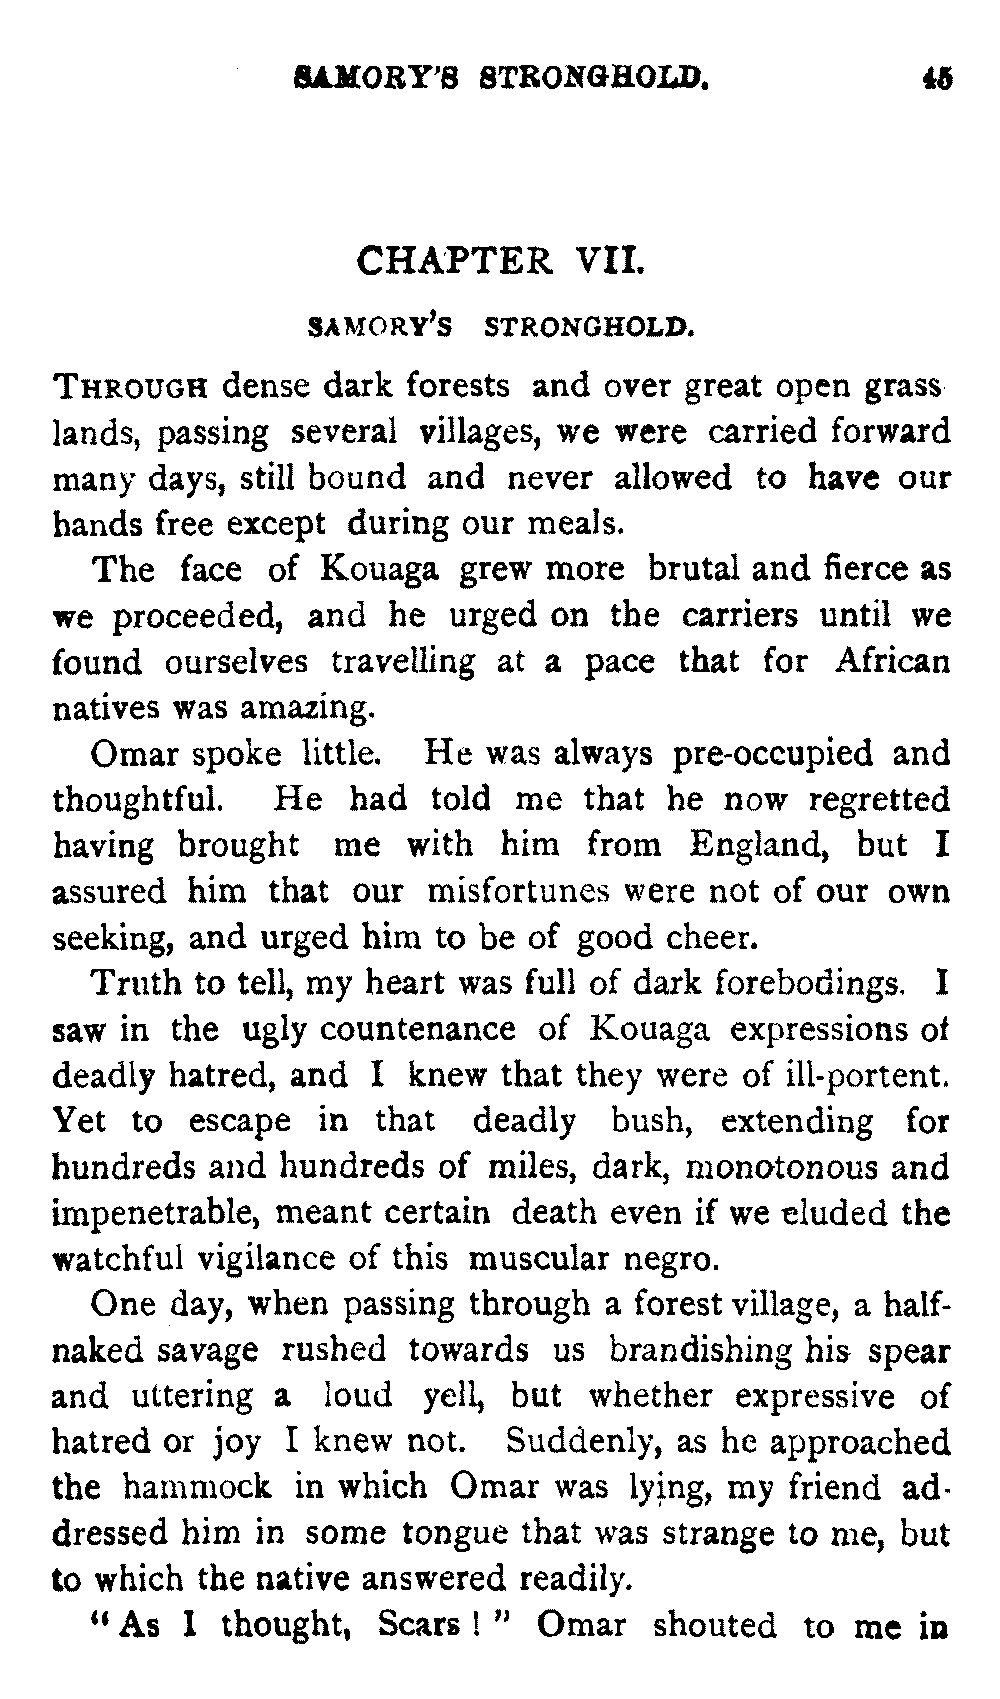 SAMORY'S STRONGHOLD. 45
CHAPTER VII.
SAMORY'S STRONGHOLD.
THROUGH dense dark forests and over great open grass
lands, passing several villages, we were carried forward
many days, still bound and never allowed to have our
hands free except during our meals.
The face of Kouaga grew more brutal and fierce as
we proceeded, and he urged on the carriers until we
found ourselves travelling at a pace that for African
natives was amazing.
Omar spoke little. He was always pre-occupied and
thoughtful. He had told me that he now regretted
having brought me with him from England, but I
assured him that our misfortunes were not of our own
seeking, and urged him to be of good cheer.
Truth to tell, my heart was full of dark forebodings. I
saw in the ugly countenance of Kouaga expressions of
deadly hatred, and I knew that they were of ill-portent.
Yet to escape in that deadly bush, extending for
hundreds and hundreds of miles, dark, monotonous and
impenetrable, meant certain death even if we eluded the
watchful vigilance of this muscular negro.
One day, when passing through a forest village, a half-
naked savage rushed towards us brandishing his spear
and uttering a loud yell, but whether expressive of
hatred or joy I knew not. Suddenly, as he approached
the hammock in which Omar was lying, my friend ad-
dressed him in some tongue that was strange to me, but
to which the native answered readily.
"As I thought, Scars!" Omar shouted to me in